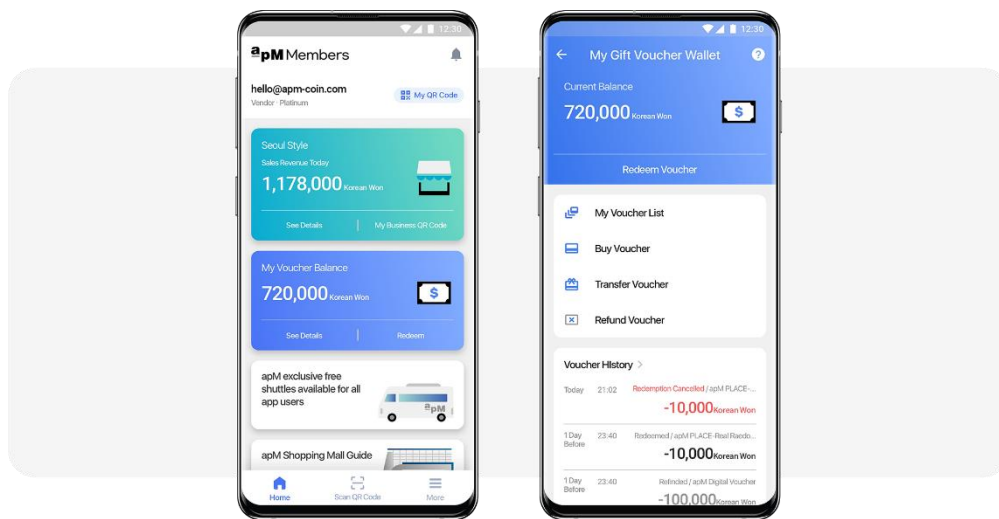 12:30
apM Members
hello@apm-coin.com
My QR Code
Vendor · Platinum
Seoul Style
Sales Revenue Today
1,178,000 Korean Won
See Details
My Business QR Code
My Voucher Balance
720,000 Korean Won
$
See Details
Redeem
apM exclusive free
shuttles available for all
app users
apM
apM Shopping Mall Guide
Home
Scan QR Code
More
12:30
My Gift Voucher Wallet
?
Current Balance
720,000 Korean Won
$
Redeem Voucher
My Voucher List
Buy Voucher
Transfer Voucher
Refund Voucher
Voucher HIstory >
Today 21:02 Redemption Cancelled / apM PLACE-...
-10,000 Korean Won
1 Day
Before
23:40 Redeemed / apM PLACE-Real Raedo...
-10,000 Korean Won
1 Day
Before
23:40 Refinded / apM Digital Voucher
-100,000 Korean Won